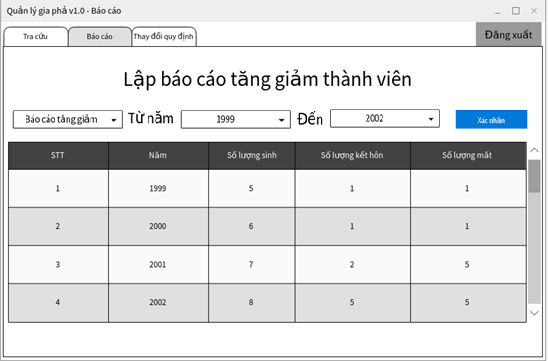 Quản lý gia phả v1.0 - Báo cáo
Tra cứu Báo cáo Thay đổi quy định Đăng xuất
Lập báo cáo tăng giảm thành viên
Báo cáo tăng giảm Từ năm 1999 Đến 2002 Xác nhận
STT Năm Số lượng sinh Số lượng kết hôn Số lượng mất
1 1999 5 1 1
2 2000 6 1 1
3 2001 7 2 5
4 2002 8 5 5